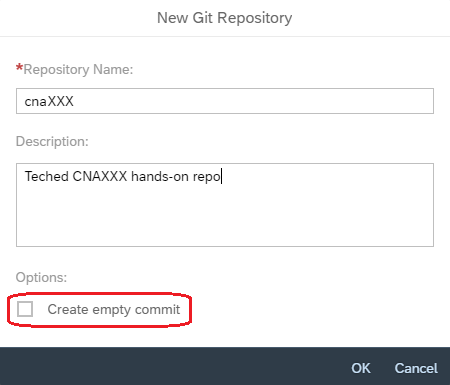 New Git Repository
*Repository Name:
cnaXXX
Description:
Teched CNAXXX hands-on repo
Options:
Create empty commit
OK Cancel